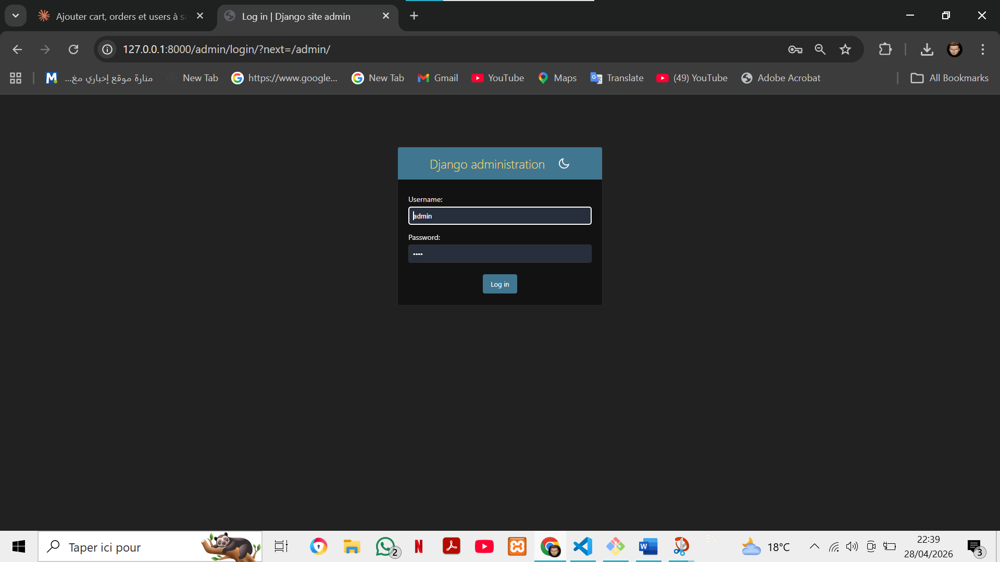 Ajouter cart, orders et users à sa
Log in | Django site admin
127.0.0.1:8000/admin/login/?next=/admin/
منارة موقع إخباري مغ...
New Tab
https://www.google...
New Tab
Gmail
YouTube
Maps
Translate
(49) YouTube
Adobe Acrobat
All Bookmarks
Django administration
Username:
admin
Password:
••••
Log in
Taper ici pour
2
18°C
22:39
28/04/2026
3
EN